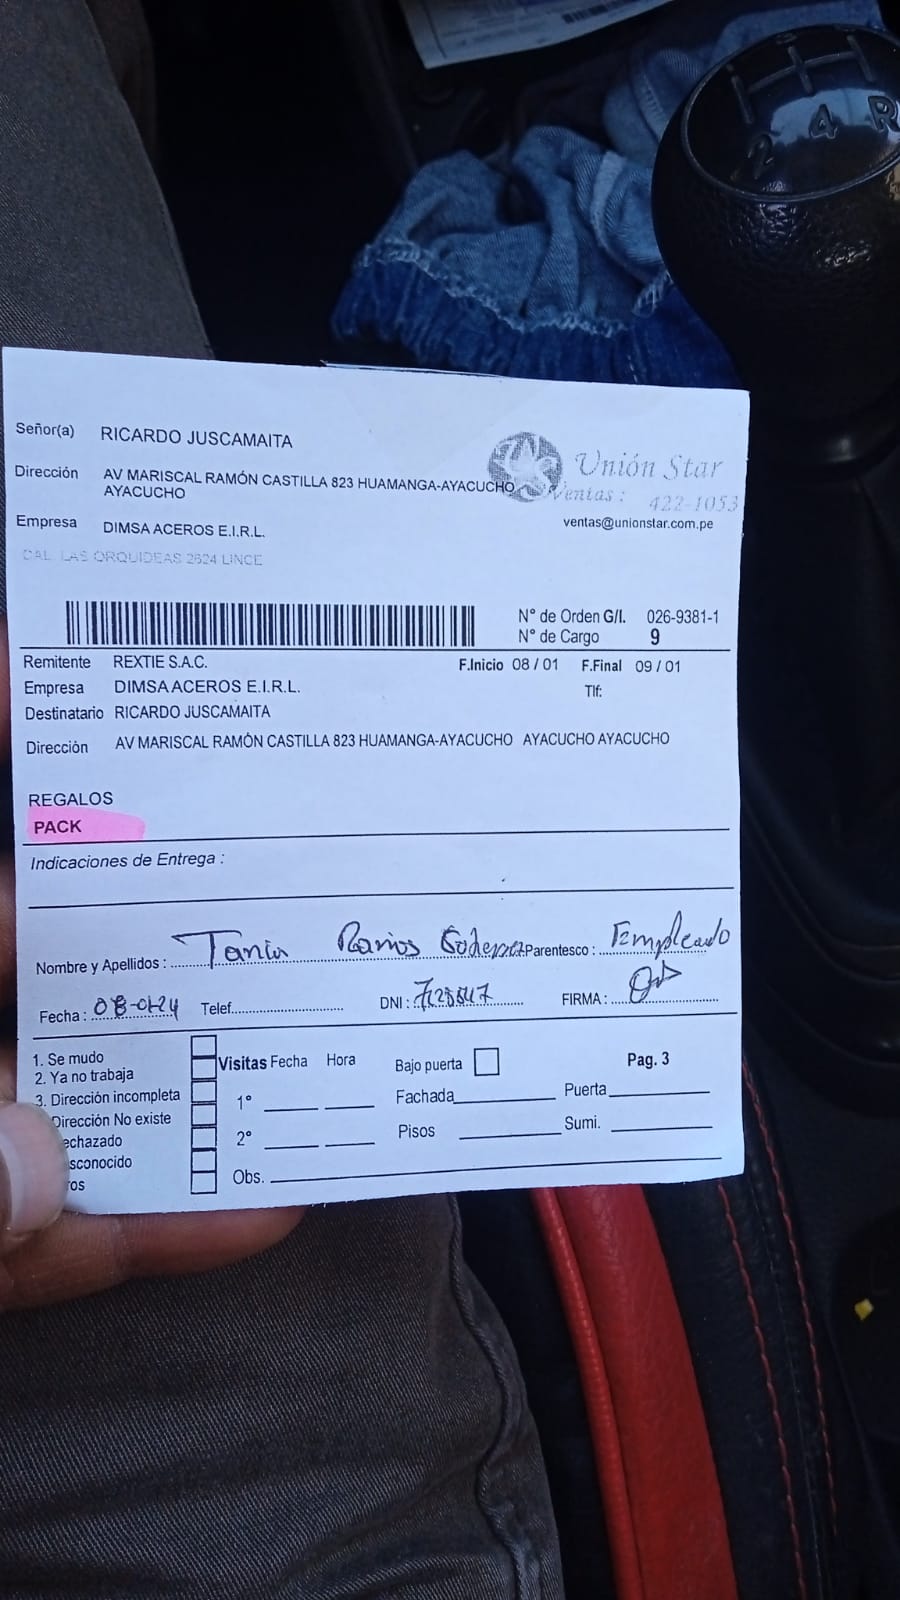 Señor(a) RICARDO JUSCAMAITA
Dirección AV MARISCAL RAMÓN CASTILLA 823 HUAMANGA-AYACUCHO
AYACUCHO
Empresa DIMSA ACEROS E.I.R.L.
CAL. LAS ORQUIDEAS 2624 LINCE
Unión Star
Ventas : 422-1053
ventas@unionstar.com.pe
N° de Orden G/I. 026-9381-1
N° de Cargo 9
Remitente REXTIE S.A.C. F.Inicio 08 / 01 F.Final 09 / 01
Empresa DIMSA ACEROS E.I.R.L. Tlf:
Destinatario RICARDO JUSCAMAITA
Dirección AV MARISCAL RAMÓN CASTILLA 823 HUAMANGA-AYACUCHO AYACUCHO AYACUCHO
REGALOS
PACK
Indicaciones de Entrega :
Nombre y Apellidos : Tania Ramos Parentesco : Empleado
Fecha : 08-01-24 Telef. DNI : FIRMA :
1. Se mudo
2. Ya no trabaja
3. Dirección incompleta
Dirección No existe
echazado
sconocido
ros
Visitas Fecha Hora
1°
2°
Obs.
Bajo puerta Pag. 3
Fachada Puerta
Pisos Sumi.
2 4 R